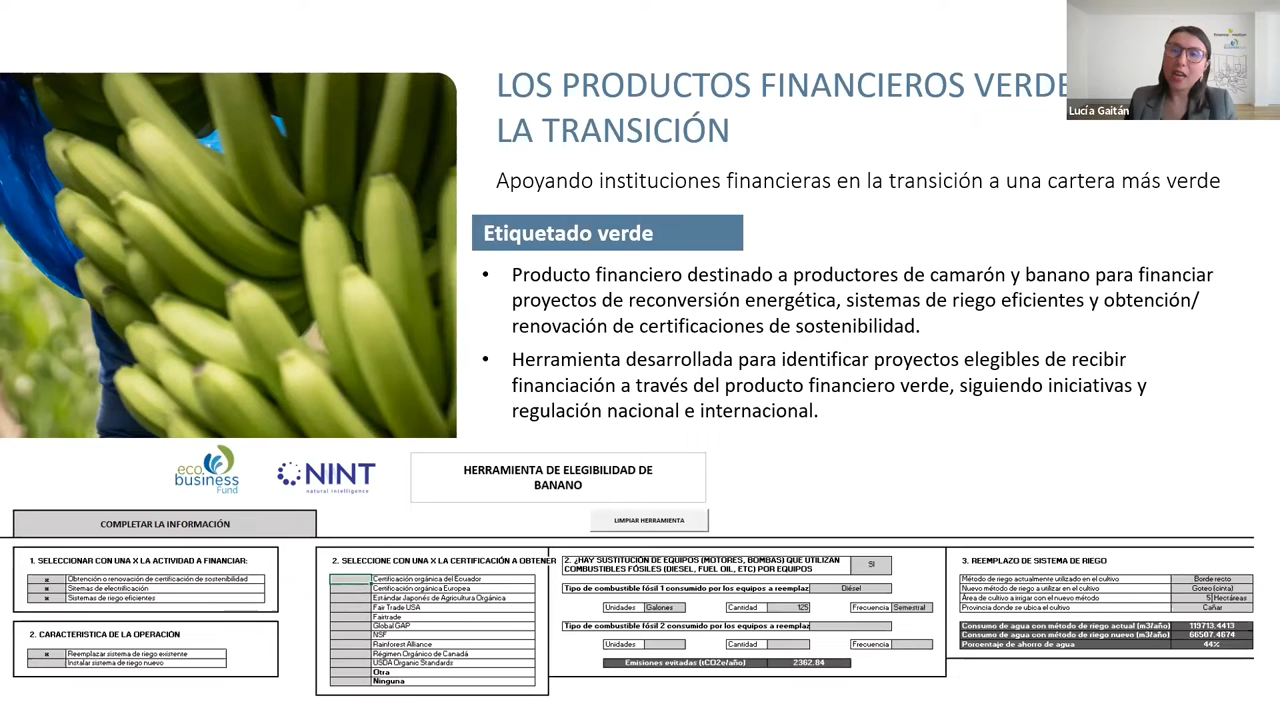 LOS PRODUCTOS FINANCIEROS VERDE
LA TRANSICIÓN
Lucía Gaitán
Apoyando instituciones financieras en la transición a una cartera más verde
Etiquetado verde
• Producto financiero destinado a productores de camarón y banano para financiar
proyectos de reconversión energética, sistemas de riego eficientes y obtención/
renovación de certificaciones de sostenibilidad.
• Herramienta desarrollada para identificar proyectos elegibles de recibir
financiación a través del producto financiero verde, siguiendo iniciativas y
regulación nacional e internacional.
eco.
business
Fund
NINT
natural intelligence
HERRAMIENTA DE ELEGIBILIDAD DE
BANANO
COMPLETAR LA INFORMACIÓN
LIMPIAR HERRAMIENTA
1. SELECCIONAR CON UNA X LA ACTIVIDAD A FINANCIAR:
x Obtención o renovación de certificación de sostenibilidad
x Sitemas de electrificación
x Sistemas de riego eficientes
2. CARACTERISTICA DE LA OPERACIÓN
x Reemplazar sistema de riego existente
Instalar sistema de riego nuevo
2. SELECCIONE CON UNA X LA CERTIFICACIÓN A OBTENER
Certificación orgánica del Ecuador
Certificación orgánica Europea
Estándar Japonés de Agricultura Orgánica
Fair Trade USA
Fairtrade
Global GAP
NSF
Rainforest Alliance
Régimen Orgánico de Canadá
USDA Organic Standards
Otra
Ninguna
2. ¿HAY SUSTITUCIÓN DE EQUIPOS (MOTORES, BOMBAS) QUE UTILIZAN
COMBUSTIBLES FÓSILES (DIESEL, FUEL OIL, ETC) POR EQUIPOS
SI
Tipo de combustible fósil 1 consumido por los equipos a reemplaz Diésel
Unidades Galones Cantidad 125 Frecuencia Semestral
Tipo de combustible fósil 2 consumido por los equipos a reemplaz
Unidades Cantidad Frecuencia
Emisiones evitadas (tCO2e/año) 2362.84
3. REEMPLAZO DE SISTEMA DE RIEGO
Método de riego actualmente utilizado en el cultivo Borde recto
Nuevo método de riego a utilizar en el cultivo Goteo (cinta)
Área de cultivo a irrigar con el nuevo método 5 Hectáreas
Provincia donde se ubica el cultivo Cañar
Consumo de agua con método de riego actual (m3/año) 119713.4413
Consumo de agua con método de riego nuevo (m3/año) 66507.4674
Porcentaje de ahorro de agua 44%